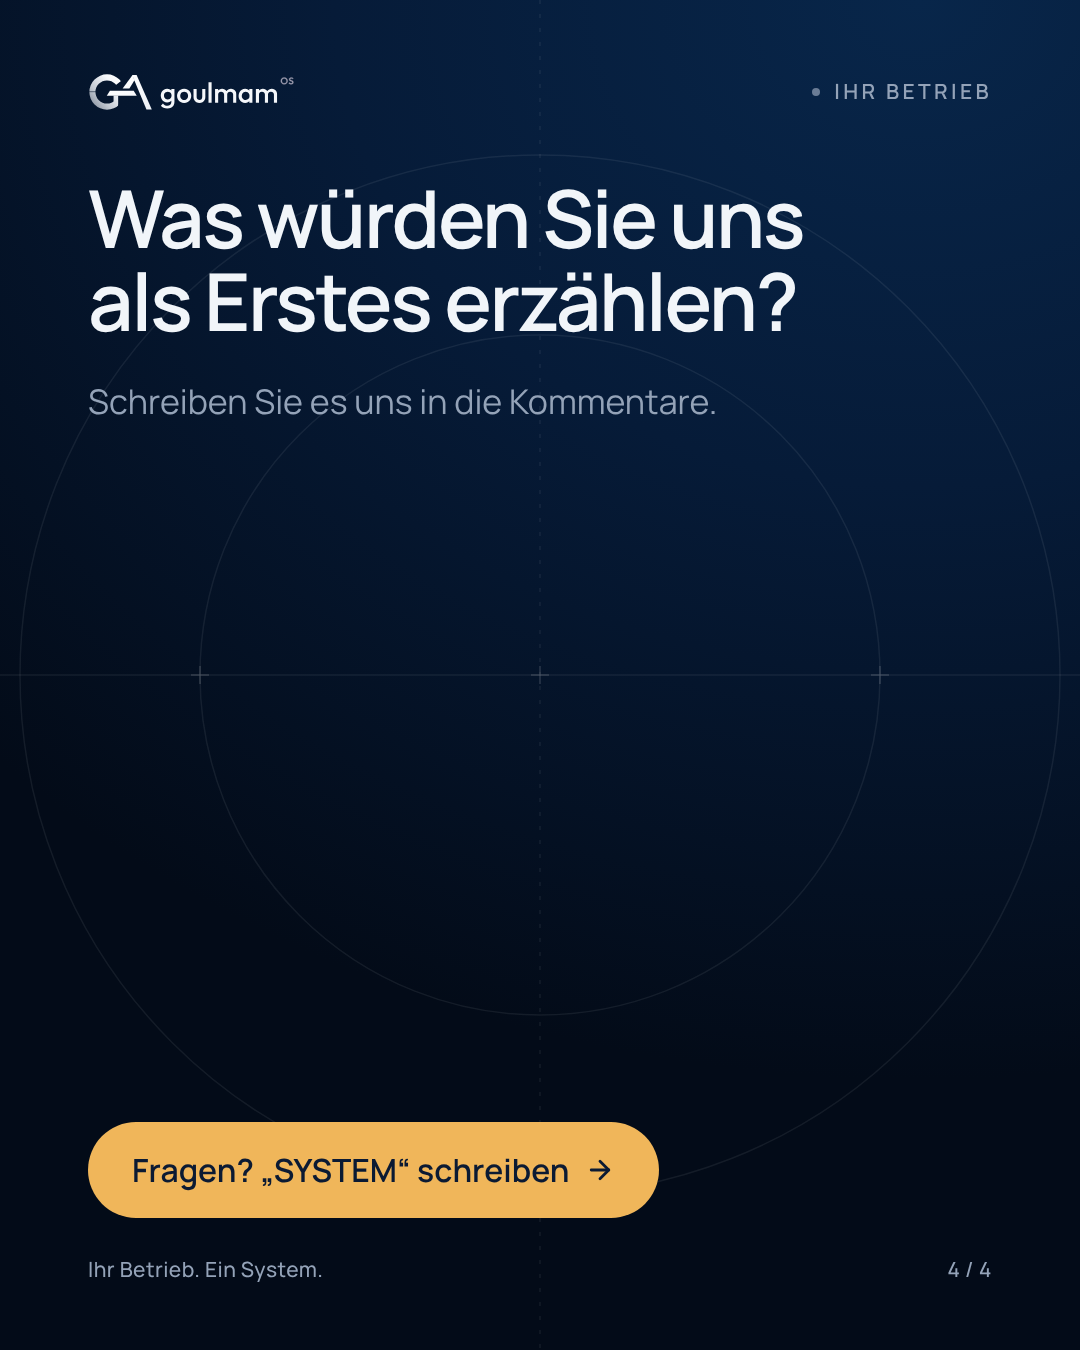 GA goulmam OS
IHR BETRIEB
Was würden Sie uns
als Erstes erzählen?
Schreiben Sie es uns in die Kommentare.
Fragen? „SYSTEM“ schreiben →
Ihr Betrieb. Ein System.
4 / 4